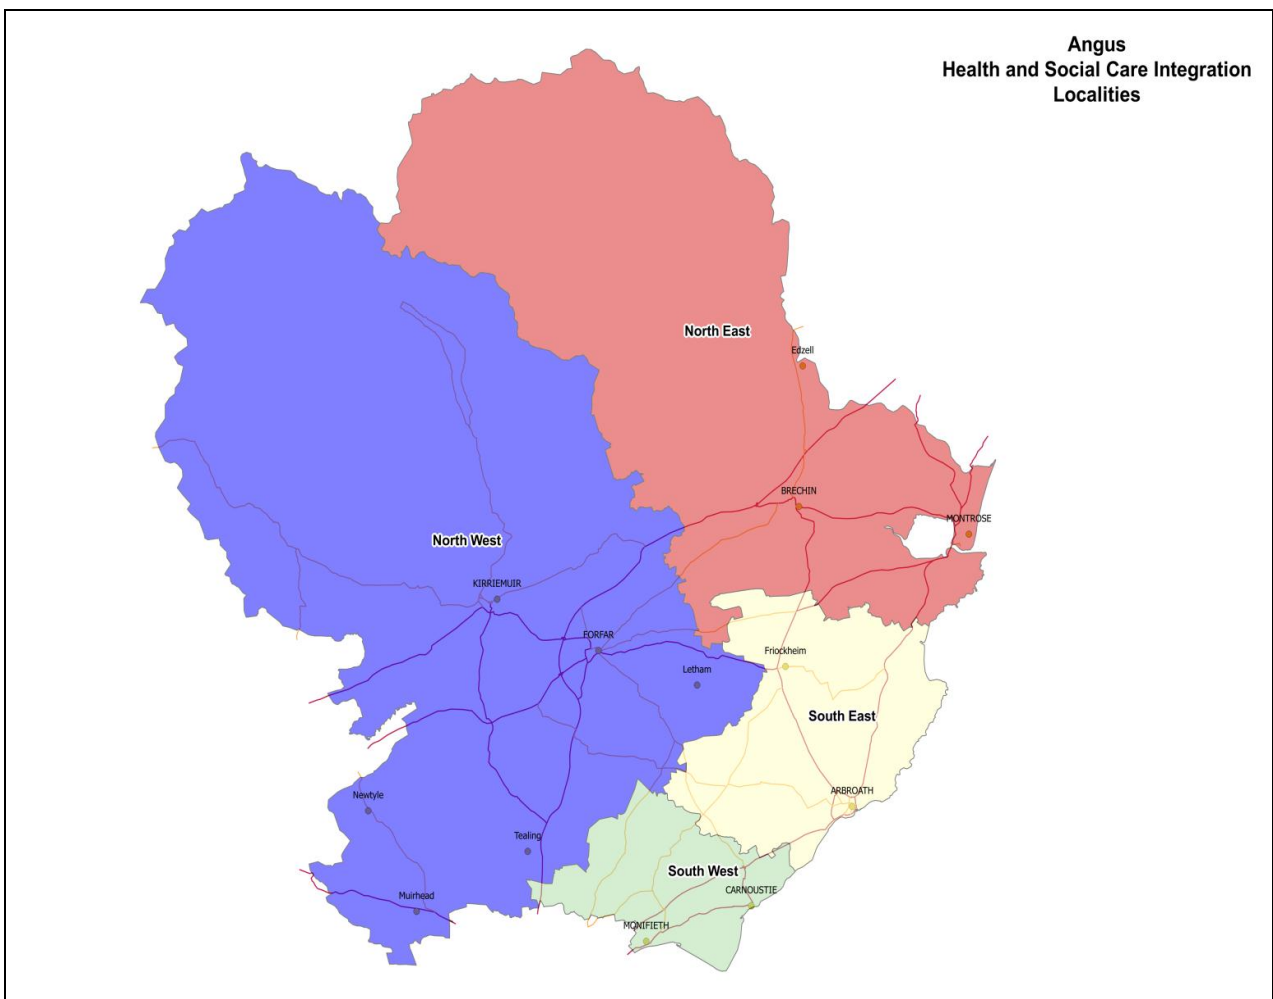 Angus
Health and Social Care Integration
Localities
North East
Edzell
BRECHIN
MONTROSE
North West
KIRRIEMUIR
FORFAR
Letham
Friockheim
South East
Newtyle
ARBROATH
Tealing
South West
CARNOUSTIE
Muirhead
MONIFIETH